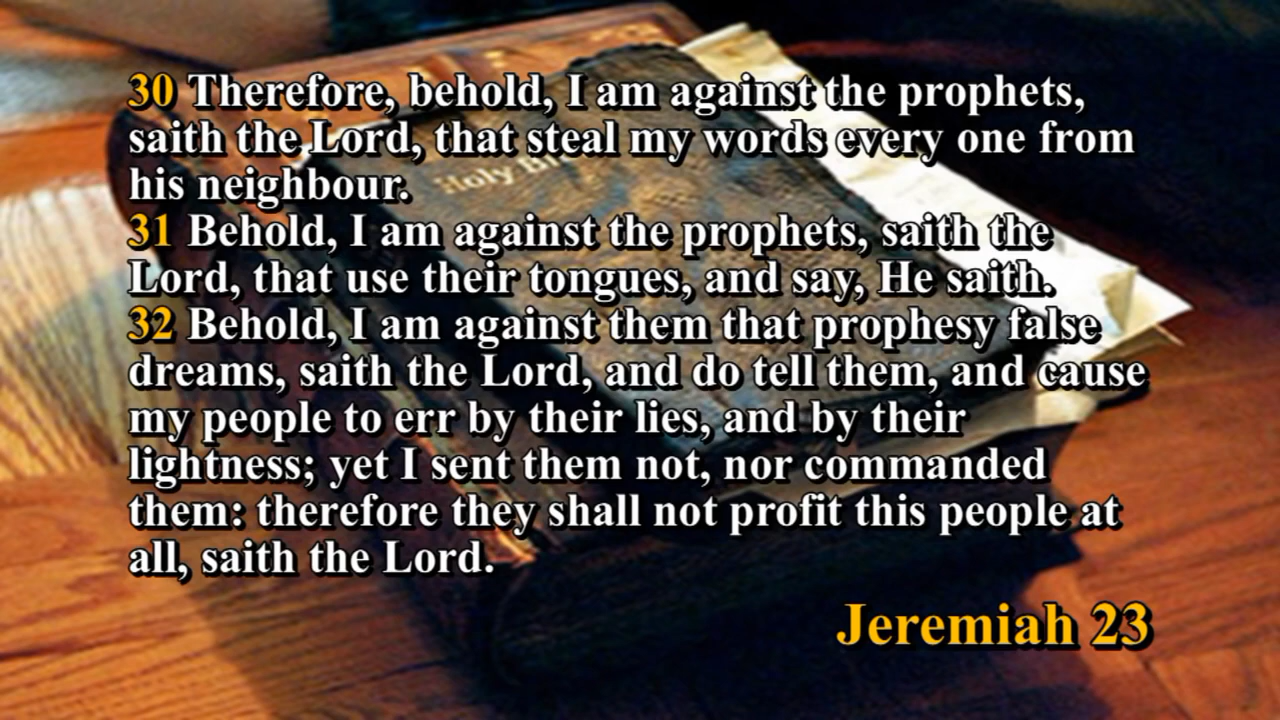 30 Therefore, behold, I am against the prophets,
saith the Lord, that steal my words every one from
his neighbour.
31 Behold, I am against the prophets, saith the
Lord, that use their tongues, and say, He saith.
32 Behold, I am against them that prophesy false
dreams, saith the Lord, and do tell them, and cause
my people to err by their lies, and by their
lightness; yet I sent them not, nor commanded
them: therefore they shall not profit this people at
all, saith the Lord.
Jeremiah 23
Holy